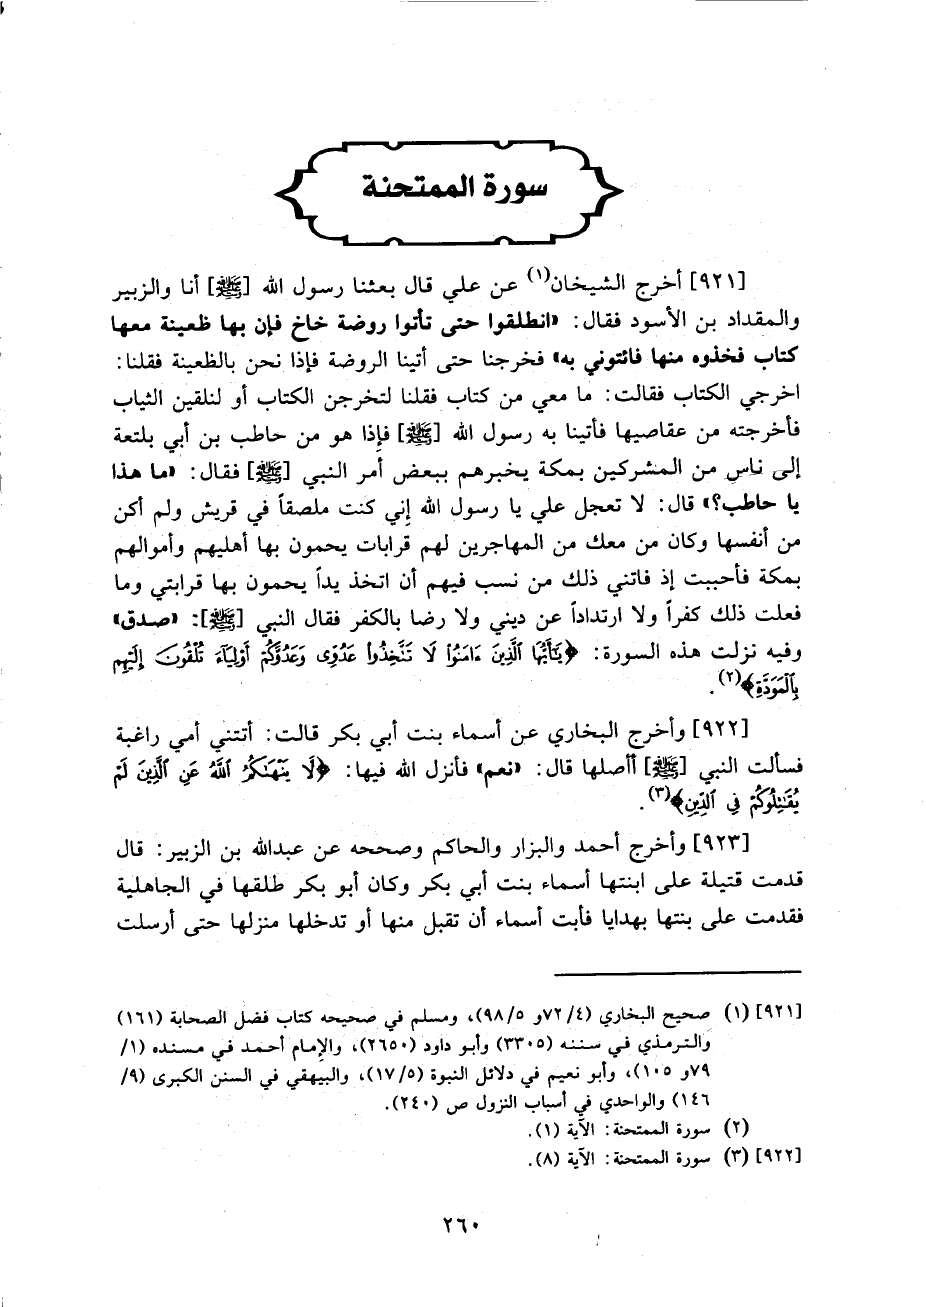 سورة الممتحنة
[٩٢١] أخرج الشيخان(١) عن علي قال بعثنا رسول الله [ﷺ] أنا والزبير
والمقداد بن الأسود فقال: «انطلقوا حتى تأتوا روضة خاخ فإن بها ظعينة معها
كتاب فخذوه منها فائتوني به» فخرجنا حتى أتينا الروضة فإذا نحن بالظعينة فقلنا:
اخرجي الكتاب فقالت: ما معي من كتاب فقلنا لتخرجن الكتاب أو لنلقين الثياب
فأخرجته من عقاصيها فأتينا به رسول الله [ﷺ] فإذا هو من حاطب بن أبي بلتعة
إلى ناس من المشركين بمكة يخبرهم ببعض أمر النبي [ﷺ] فقال: «ما هذا
يا حاطب؟» قال: لا تعجل علي يا رسول الله إني كنت ملصقاً في قريش ولم أكن
من أنفسها وكان من معك من المهاجرين لهم قرابات يحمون بها أهليهم وأموالهم
بمكة فأحببت إذ فاتني ذلك من نسب فيهم أن اتخذ يداً يحمون بها قرابتي وما
فعلت ذلك كفراً ولا ارتداداً عن ديني ولا رضا بالكفر فقال النبي [ﷺ]: «صدق»
وفيه نزلت هذه السورة: ﴿يَٰٓأَيُّهَا ٱلَّذِينَ ءَامَنُوا۟ لَا تَتَّخِذُوا۟ عَدُوِّى وَعَدُوَّكُمْ أَوْلِيَآءَ تُلْقُونَ إِلَيْهِم
بِٱلْمَوَدَّةِ﴾(٢).
[٩٢٢] وأخرج البخاري عن أسماء بنت أبي بكر قالت: أتتني أمي راغبة
فسألت النبي [ﷺ] أأصلها قال: «نعم» فأنزل الله فيها: ﴿لَّا يَنْهَىٰكُمُ ٱللَّهُ عَنِ ٱلَّذِينَ لَمْ
يُقَٰتِلُوكُمْ فِى ٱلدِّينِ﴾(٣).
[٩٢٣] وأخرج أحمد والبزار والحاكم وصححه عن عبدالله بن الزبير: قال
قدمت قتيلة على ابنتها أسماء بنت أبي بكر وكان أبو بكر طلقها في الجاهلية
فقدمت على بنتها بهدايا فأبت أسماء أن تقبل منها أو تدخلها منزلها حتى أرسلت
[٩٢١] (١) صحيح البخاري (٧٢/٤ و ٩٨/٥)، ومسلم في صحيحه كتاب فضل الصحابة (١٦١)
والترمذي في سننه (٣٣٠٥) وأبو داود (٢٦٥٠)، والإمام أحمد في مسنده (١/
٧٩ و ١٠٥)، وأبو نعيم في دلائل النبوة (١٧/٥)، والبيهقي في السنن الكبرى (٩/
١٤٦) والواحدي في أسباب النزول ص (٢٤٠).
(٢) سورة الممتحنة: الآية (١).
[٩٢٢] (٣) سورة الممتحنة: الآية (٨).
٢٦٠